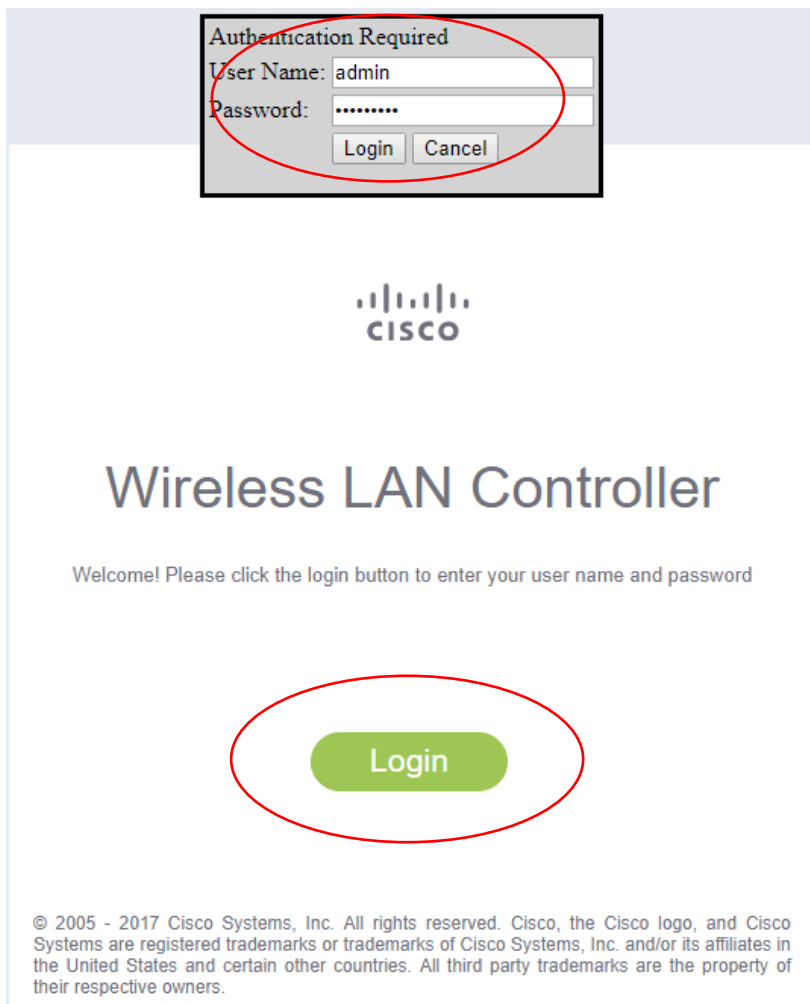 Authentication Required
User Name: admin
Password: •••••••••
Login Cancel
CISCO
Wireless LAN Controller
Welcome! Please click the login button to enter your user name and password
Login
© 2005 - 2017 Cisco Systems, Inc. All rights reserved. Cisco, the Cisco logo, and Cisco
Systems are registered trademarks or trademarks of Cisco Systems, Inc. and/or its affiliates in
the United States and certain other countries. All third party trademarks are the property of
their respective owners.